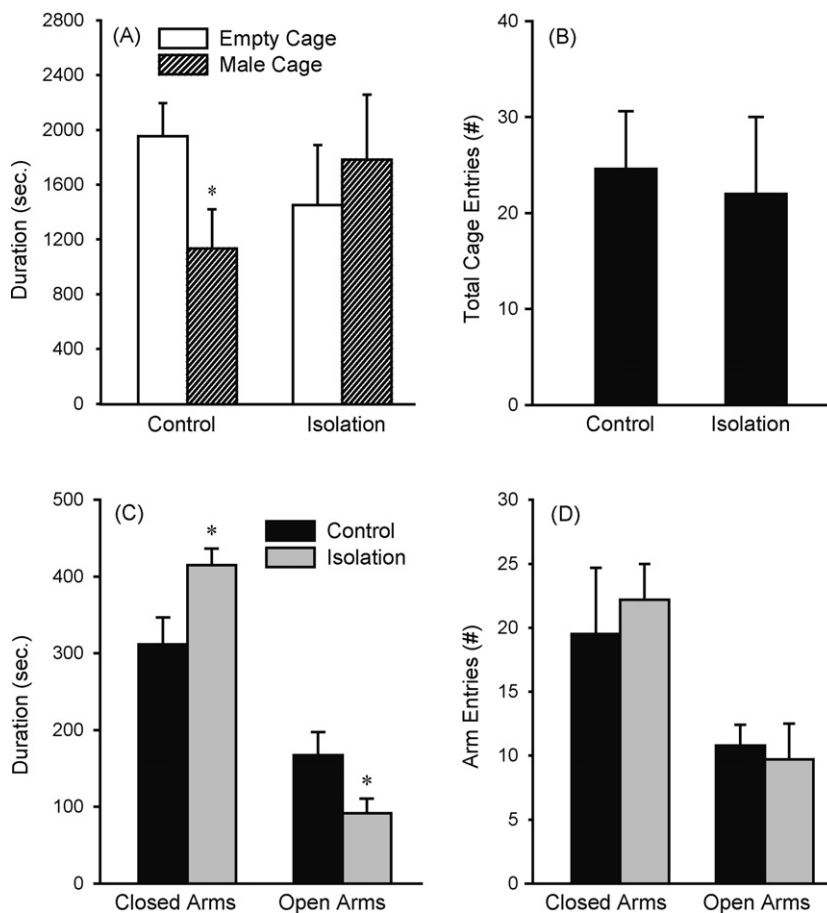 (A)
Empty Cage
Male Cage
2800
2400
2000
1600
1200
800
400
0
Duration (sec.)
*
Control Isolation
(B)
40
30
20
10
0
Total Cage Entries (#)
Control Isolation
(C)
Control
Isolation
500
400
300
200
100
0
Duration (sec.)
*
*
Closed Arms Open Arms
(D)
30
25
20
15
10
5
0
Arm Entries (#)
Closed Arms Open Arms